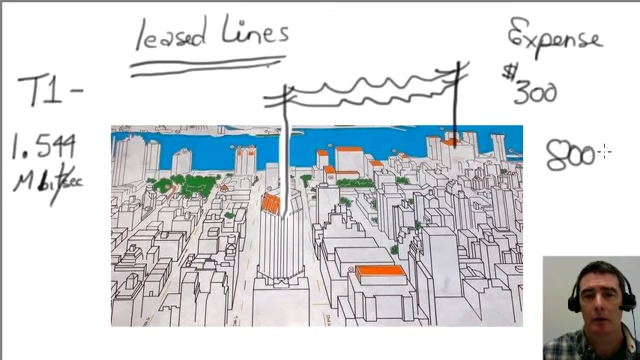 leased Lines
Expense
T1 -
$300
1.544
Mbit/sec
800